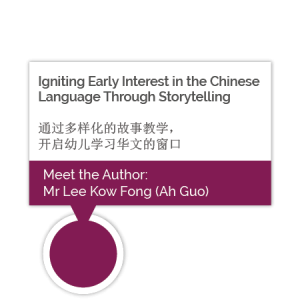 Igniting Early Interest in the Chinese
Language Through Storytelling
通过多样化的故事教学，
开启幼儿学习华文的窗口
Meet the Author:
Mr Lee Kow Fong (Ah Guo)